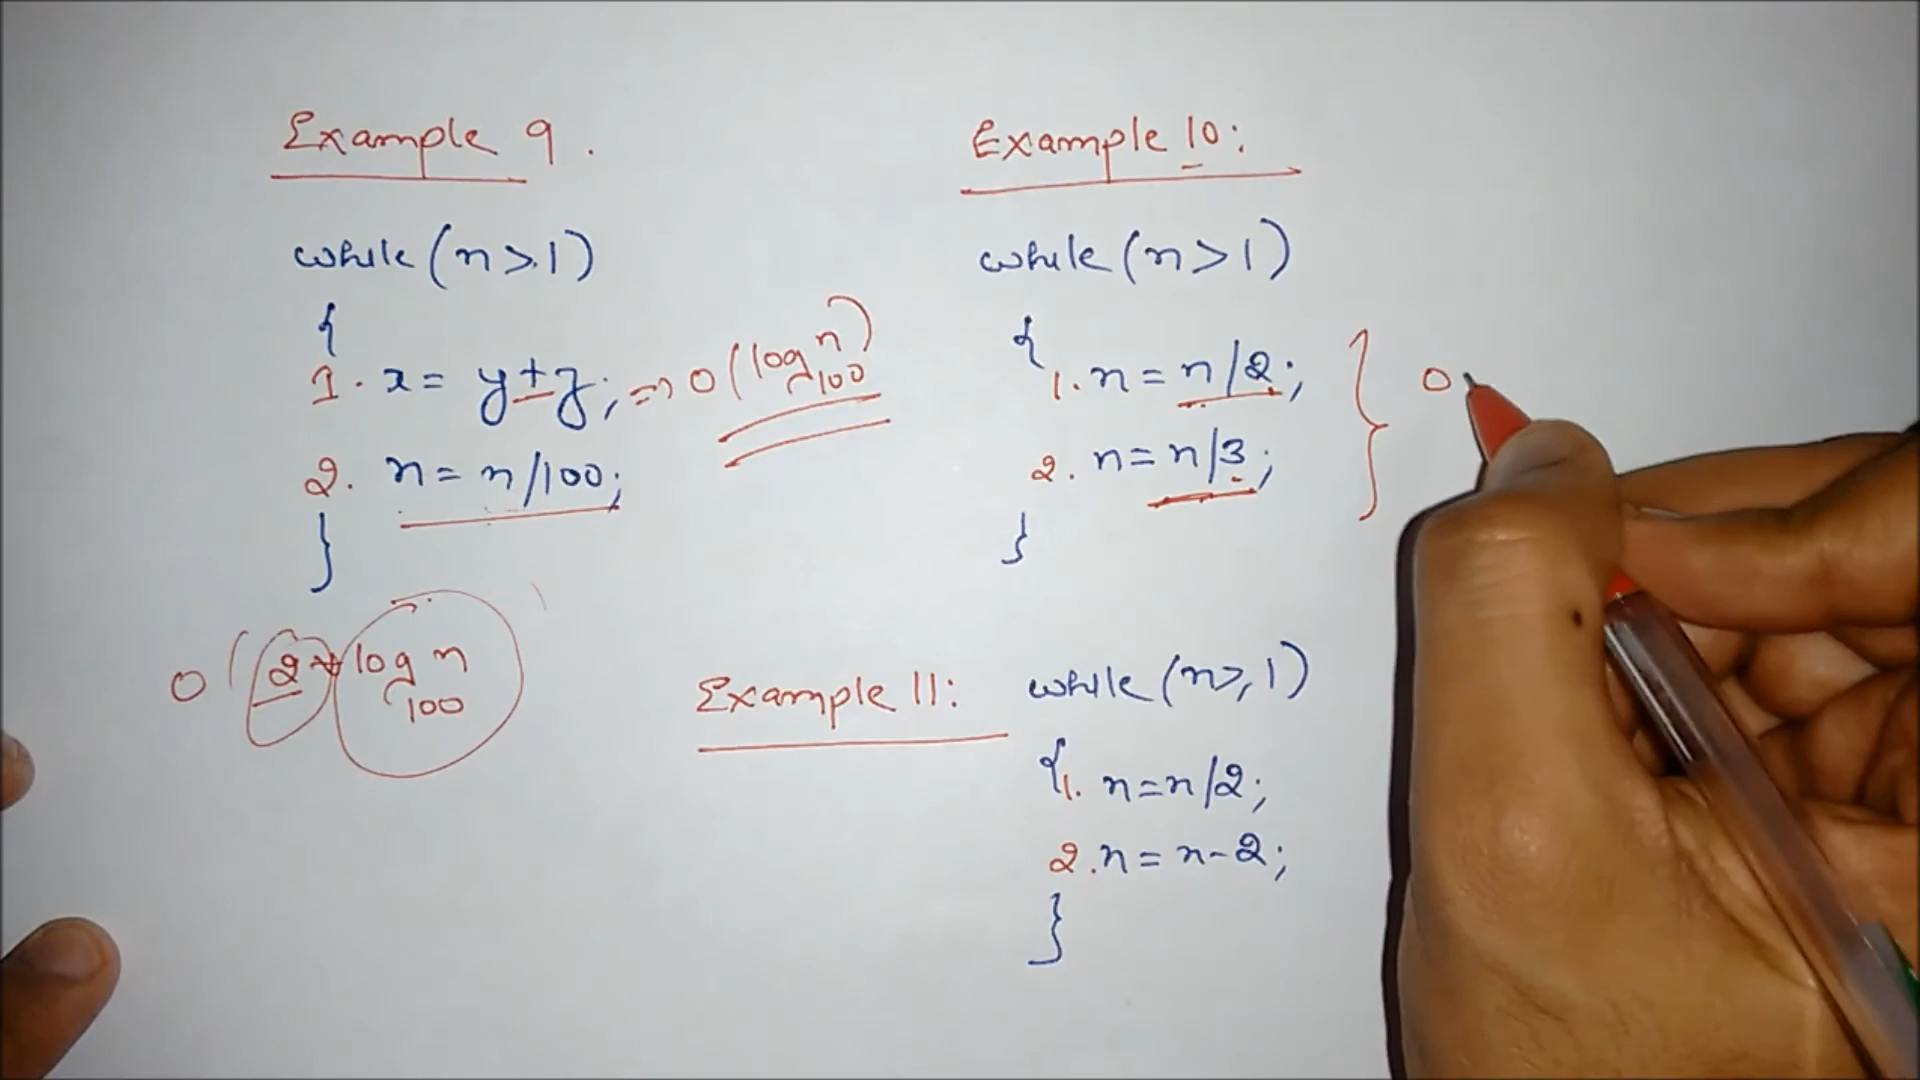 Example 9.
while (n>1)
{
1. x = y+z; => O(log n 100)
2. n = n/100;
}
O(2*log n 100
Example 10:
while (n>1)
{
1. n = n/2;
2. n = n/3;
}
} O
Example 11:
while (n>,1)
{
1. n=n/2;
2. n = n-2;
}